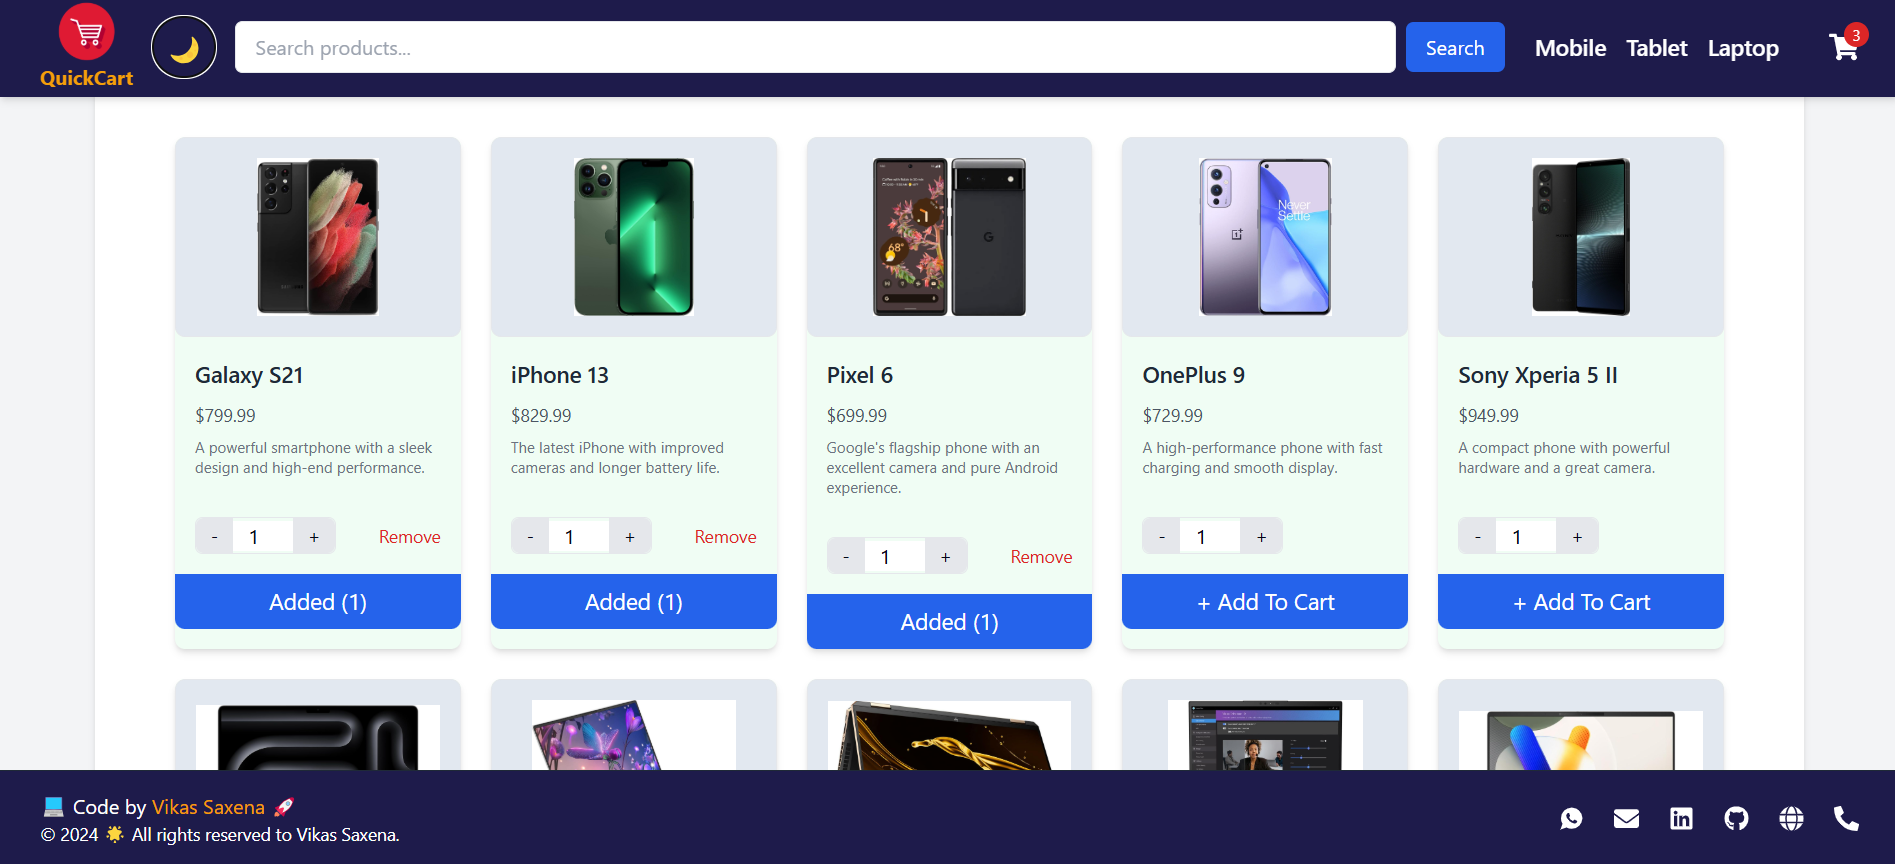 QuickCart
Search products...
Search
Mobile
Tablet
Laptop
3
Never
Settle
68°
SAMSUNG
G
Galaxy S21
$799.99
A powerful smartphone with a sleek
design and high-end performance.
- 1 +
Remove
Added (1)
iPhone 13
$829.99
The latest iPhone with improved
cameras and longer battery life.
- 1 +
Remove
Added (1)
Pixel 6
$699.99
Google's flagship phone with an
excellent camera and pure Android
experience.
- 1 +
Remove
Added (1)
OnePlus 9
$729.99
A high-performance phone with fast
charging and smooth display.
- 1 +
+ Add To Cart
Sony Xperia 5 II
$949.99
A compact phone with powerful
hardware and a great camera.
- 1 +
+ Add To Cart
💻 Code by Vikas Saxena 🚀
© 2024 🌟 All rights reserved to Vikas Saxena.